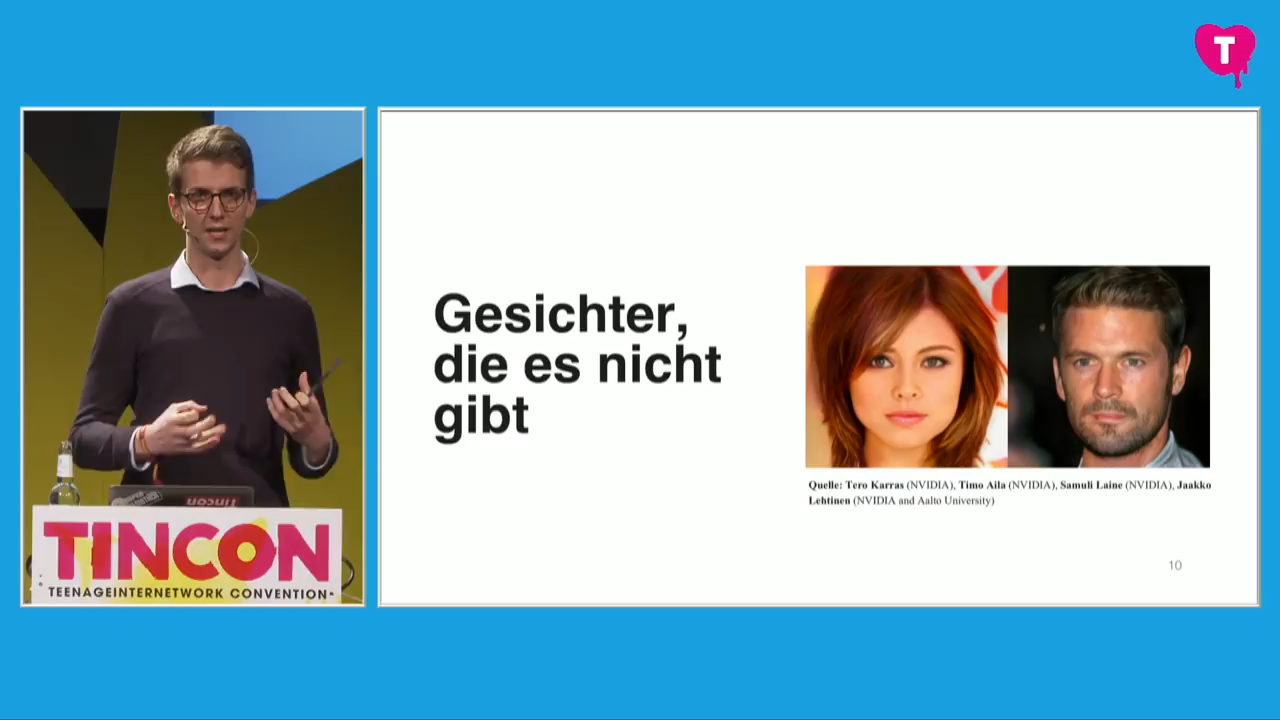 T
Gesichter,
die es nicht
gibt
Quelle: Tero Karras (NVIDIA), Timo Aila (NVIDIA), Samuli Laine (NVIDIA), Jaakko
Lehtinen (NVIDIA and Aalto University)
10
Tincon
TINCON
TEENAGEINTERNETWORK CONVENTION